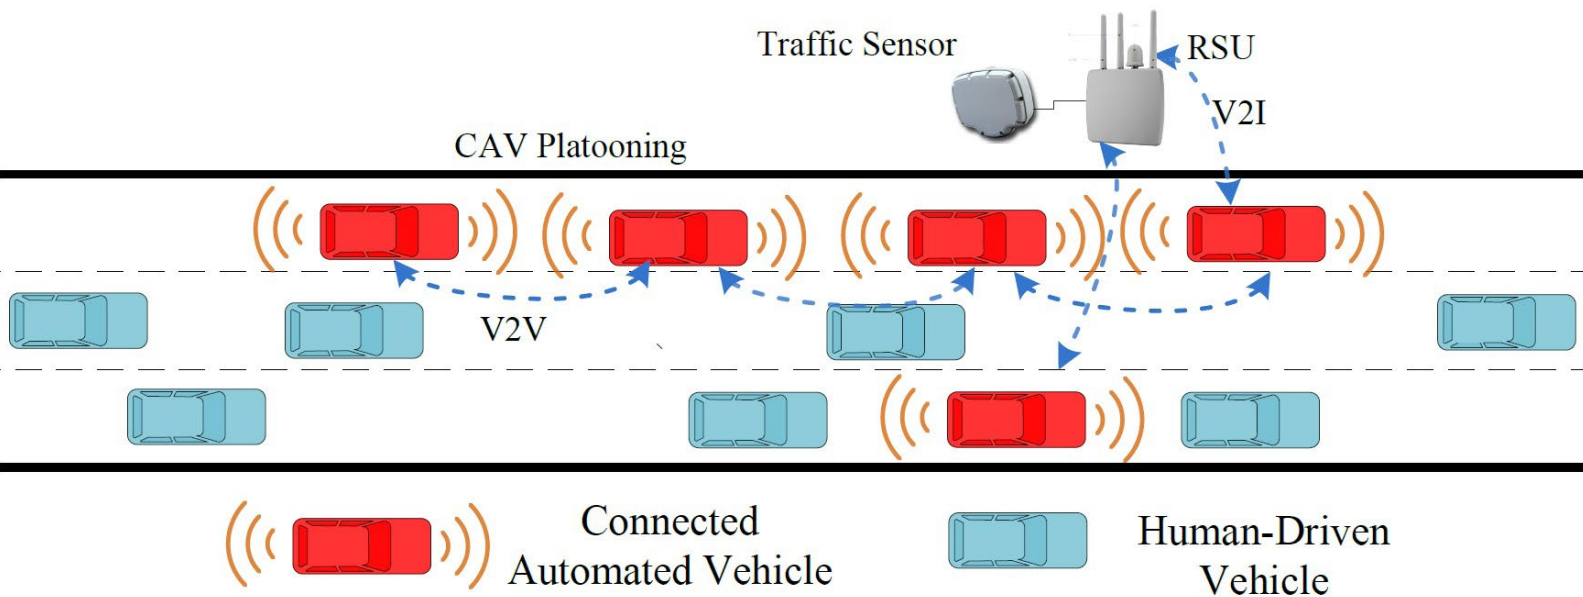 Traffic Sensor
RSU
V2I
CAV Platooning
V2V
Connected
Automated Vehicle
Human-Driven
Vehicle